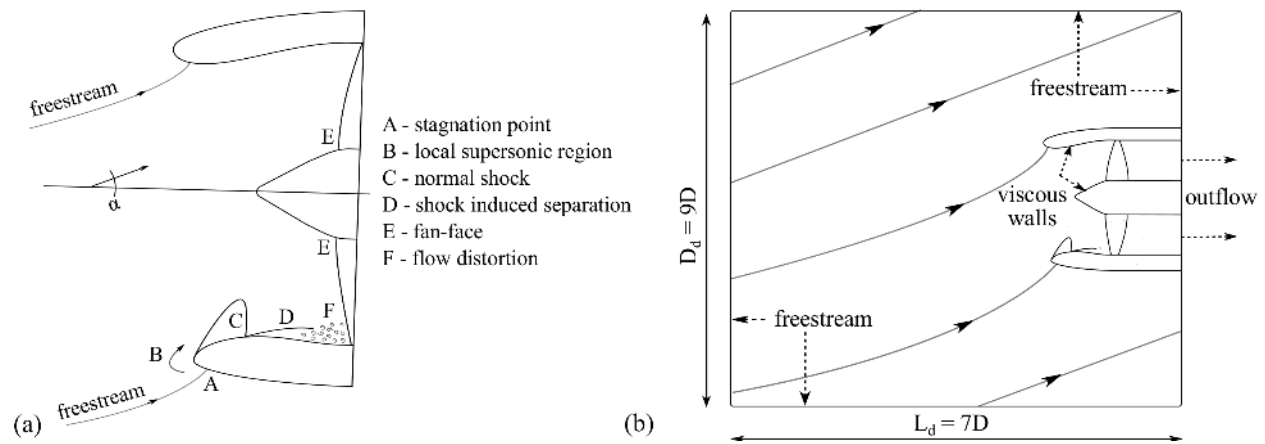 freestream
α
E
E
B
C
D
F
A
freestream
(a)
A - stagnation point
B - local supersonic region
C - normal shock
D - shock induced separation
E - fan-face
F - flow distortion
D_d = 9D
freestream
viscous
walls
outflow
freestream
(b)
L_d = 7D